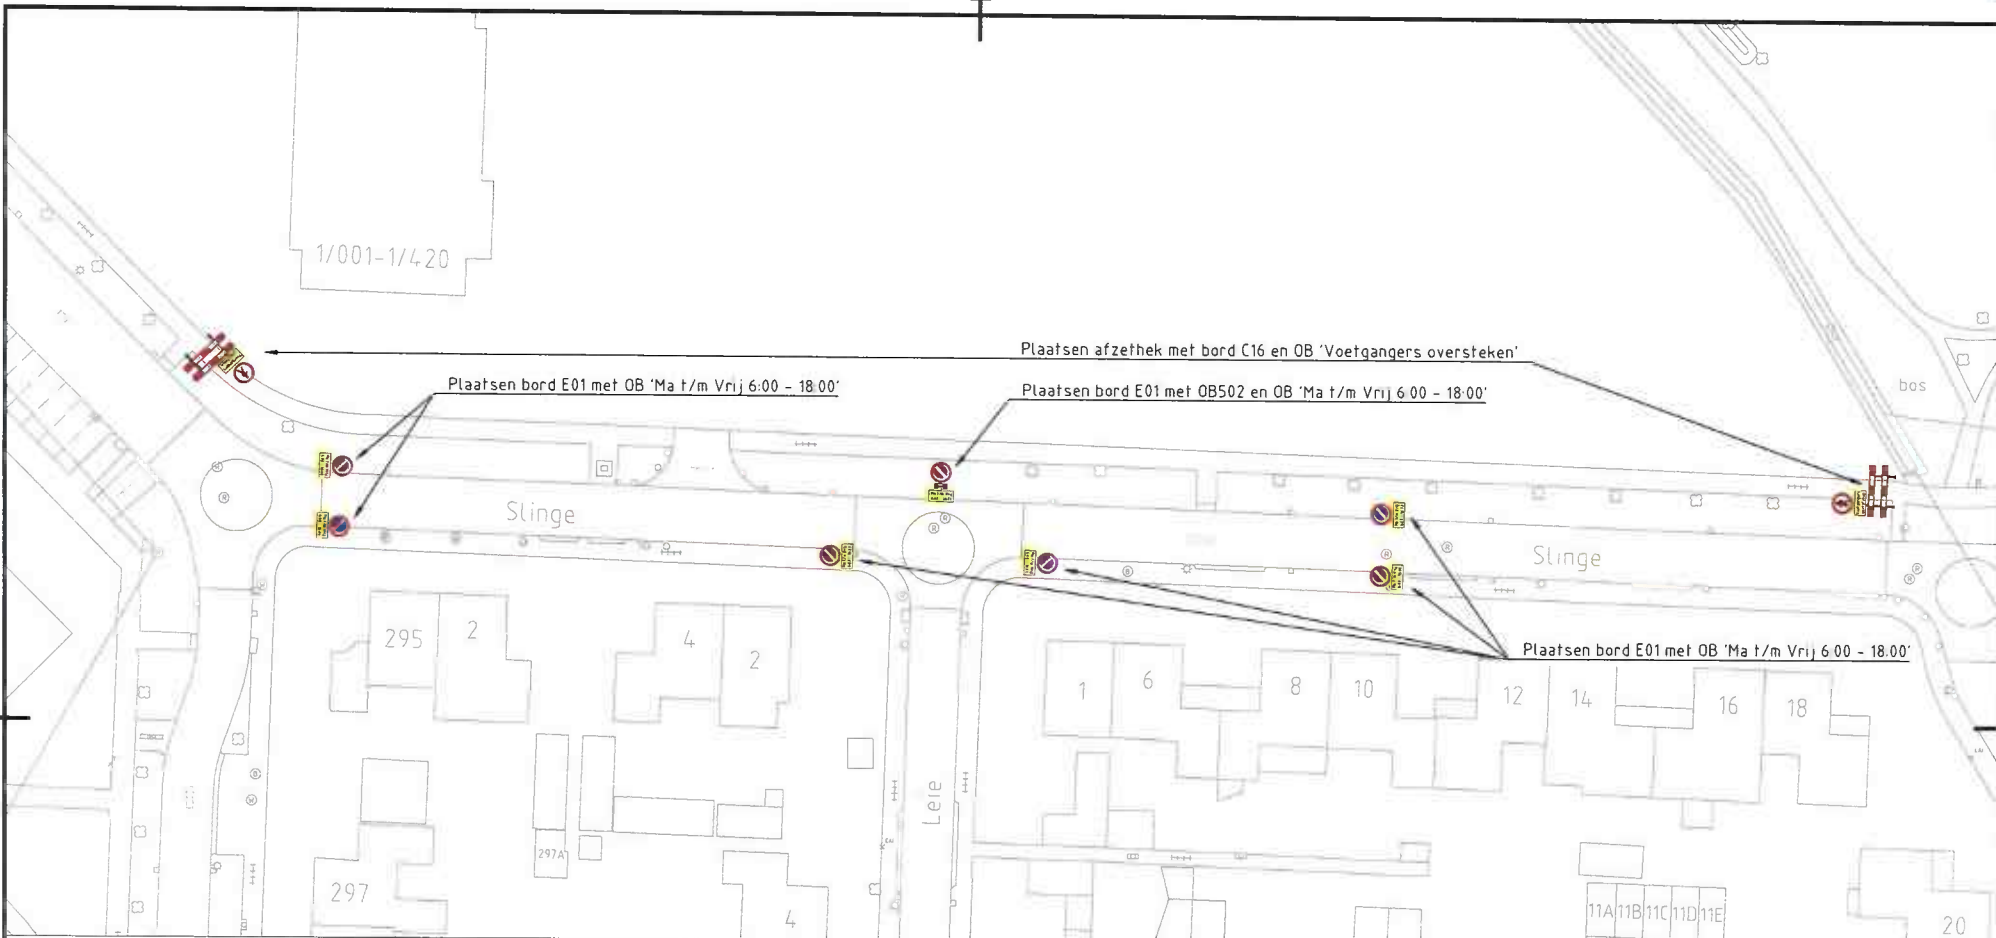 1/001-1/420
Plaatsen afzethek met bord C16 en OB 'Voetgangers oversteken'
Plaatsen bord E01 met OB 'Ma t/m Vrij 6:00 - 18:00'
Plaatsen bord E01 met OB502 en OB 'Ma t/m Vrij 6 00 - 18:00'
bos
Slinge
Slinge
Plaatsen bord E01 met OB 'Ma t/m Vrij 6 00 - 18.00'
295
2
4
2
1
6
8
10
12
14
16
18
Leie
297A
297
4
11A 11B 11C 11D 11E
20